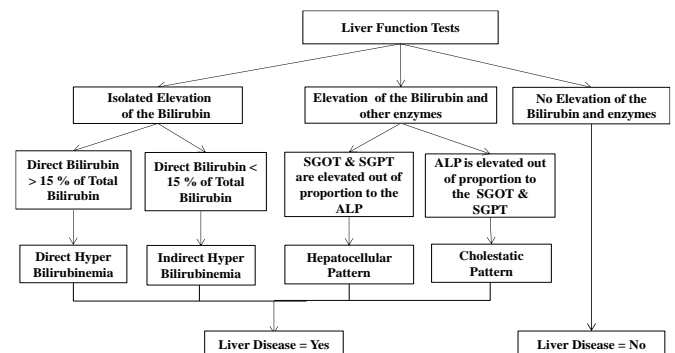 Liver Function Tests
Isolated Elevation
of the Bilirubin
Elevation of the Bilirubin and
other enzymes
No Elevation of the
Bilirubin and enzymes
Direct Bilirubin
> 15 % of Total
Bilirubin
Direct Bilirubin <
15 % of Total
Bilirubin
SGOT & SGPT
are elevated out of
proportion to the
ALP
ALP is elevated out
of proportion to
the SGOT &
SGPT
Direct Hyper
Bilirubinemia
Indirect Hyper
Bilirubinemia
Hepatocellular
Pattern
Cholestatic
Pattern
Liver Disease = Yes
Liver Disease = No